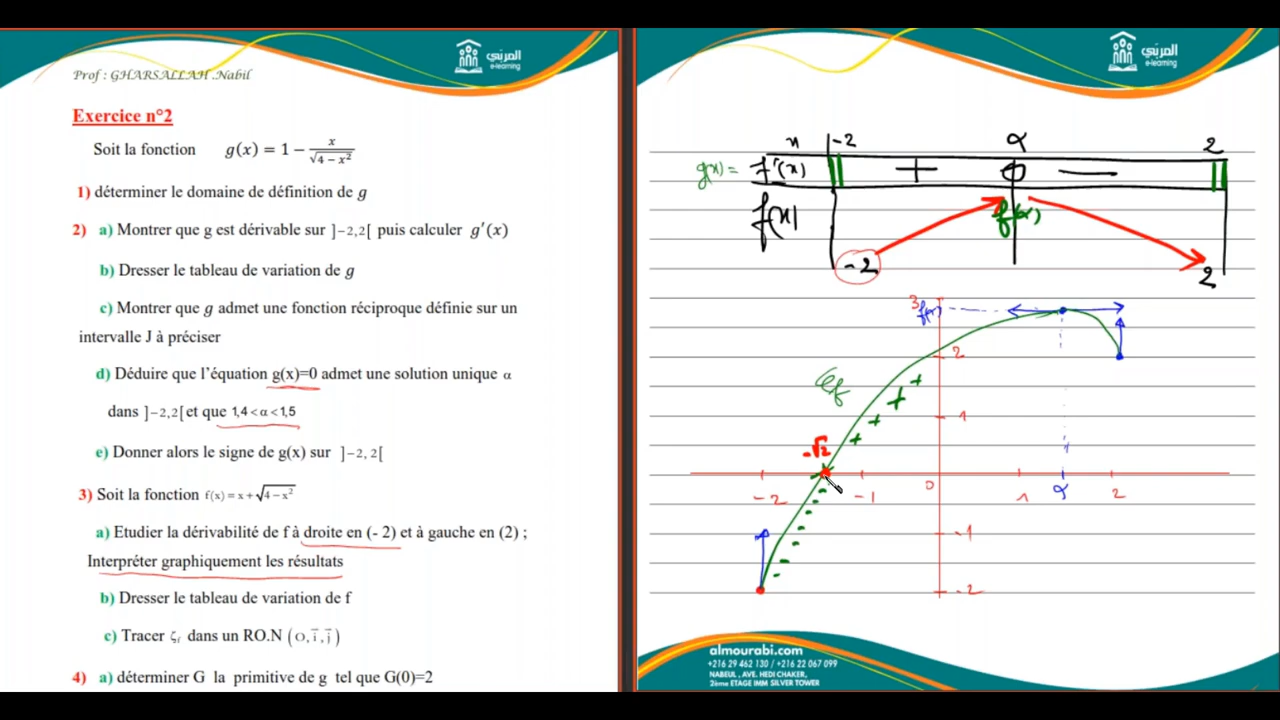 المربي
e-learning
Prof : GHARSALLAH .Nabil
Exercice n°2
Soit la fonction g(x) = 1 − x/√(4 − x²)
1) déterminer le domaine de définition de g
2) a) Montrer que g est dérivable sur ]−2,2[ puis calculer g′(x)
b) Dresser le tableau de variation de g
c) Montrer que g admet une fonction réciproque définie sur un
intervalle J à préciser
d) Déduire que l'équation g(x)=0 admet une solution unique α
dans ]−2,2[ et que 1,4 < α < 1,5
e) Donner alors le signe de g(x) sur ]−2, 2[
3) Soit la fonction f(x) = x + √(4 − x²)
a) Etudier la dérivabilité de f à droite en (- 2) et à gauche en (2) ;
Interpréter graphiquement les résultats
b) Dresser le tableau de variation de f
c) Tracer ζf dans un RO.N (o, i, j)
4) a) déterminer G la primitive de g tel que G(0)=2
المربي
e-learning
x -2 α 2
g(x) = f'(x) + 0 −
f(x) f(α)
-2 2
3 f(α)
2
Cf
1
-√2
-2 -1 0 1 α 2
-1
-2
almourabi.com
+216 29 462 130 / +216 22 067 099
NABEUL , AVE. HEDI CHAKER,
2ème ETAGE IMM SILVER TOWER